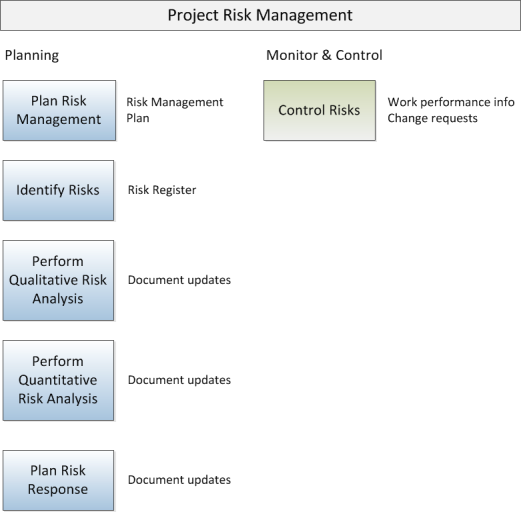 Project Risk Management
Planning
Monitor & Control
Plan Risk
Management
Risk Management
Plan
Control Risks
Work performance info
Change requests
Identify Risks
Risk Register
Perform
Qualitative Risk
Analysis
Document updates
Perform
Quantitative
Risk Analysis
Document updates
Plan Risk
Response
Document updates